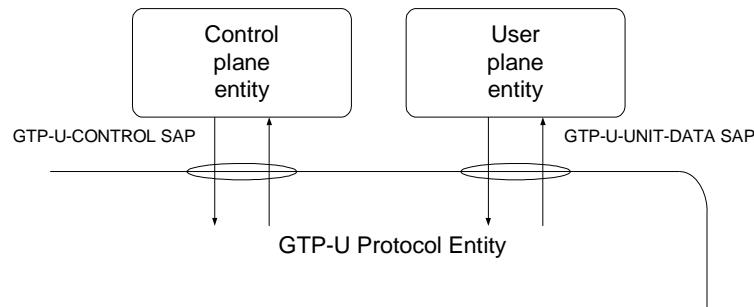 Control
plane
entity
User
plane
entity
GTP-U-CONTROL SAP
GTP-U-UNIT-DATA SAP
GTP-U Protocol Entity